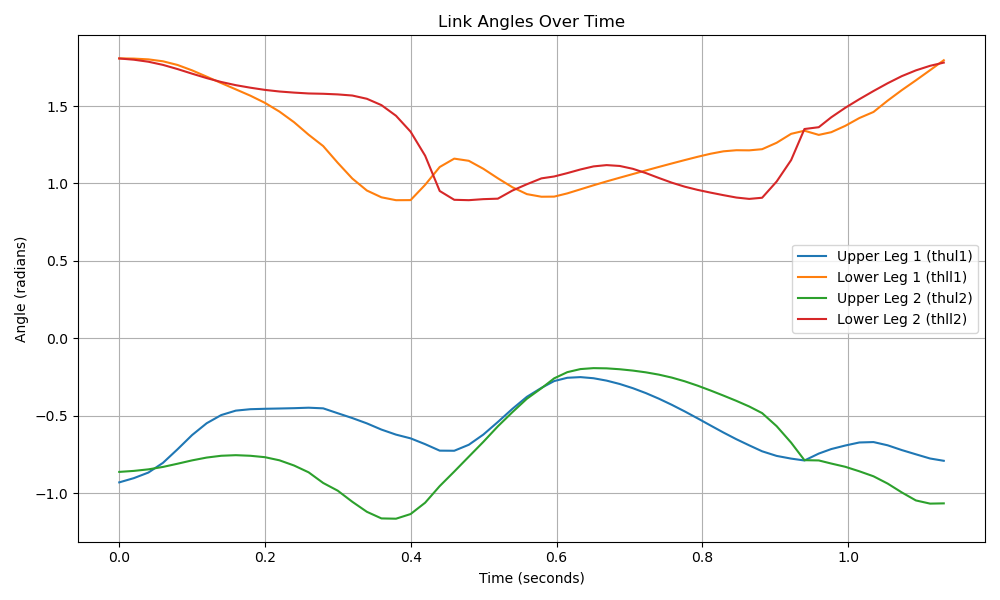 Link Angles Over Time
Angle (radians)
1.5
1.0
0.5
0.0
−0.5
−1.0
Upper Leg 1 (thul1)
Lower Leg 1 (thll1)
Upper Leg 2 (thul2)
Lower Leg 2 (thll2)
0.0 0.2 0.4 0.6 0.8 1.0
Time (seconds)